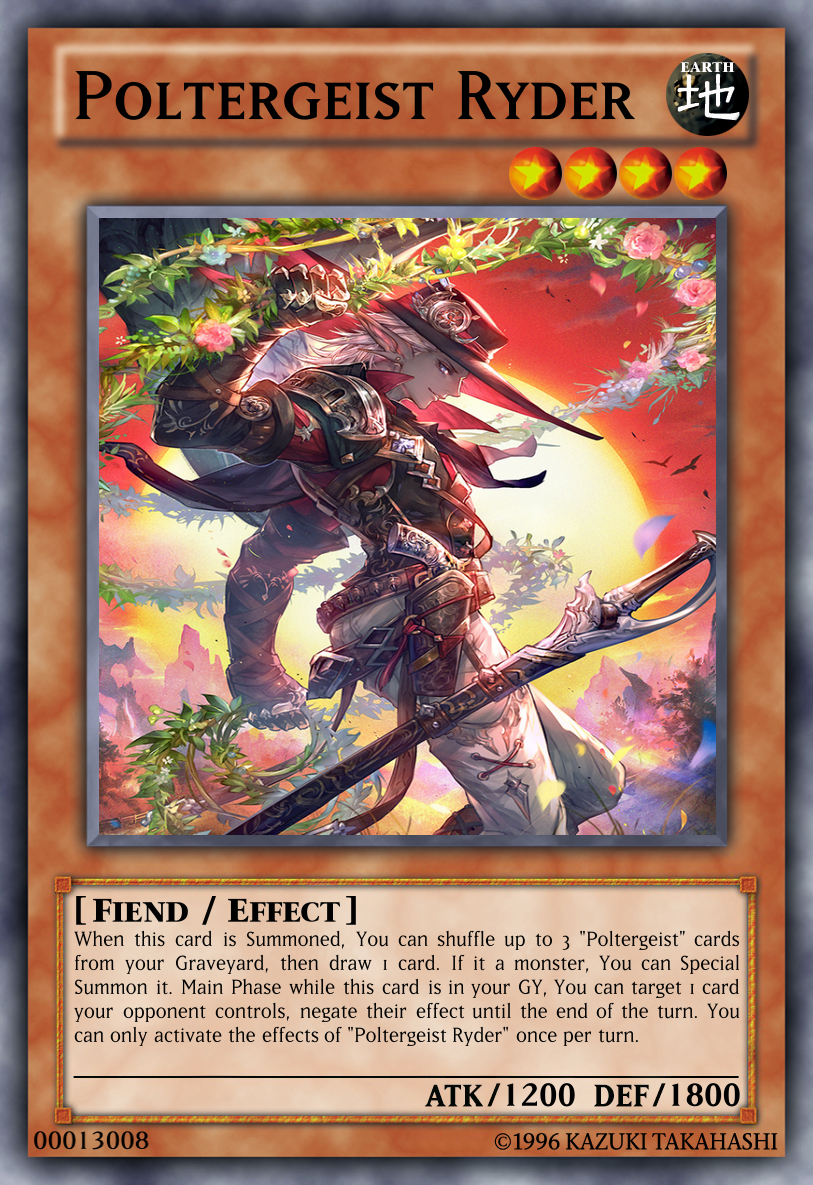 Poltergeist Ryder
EARTH
地
[ Fiend / Effect ]
When this card is Summoned, You can shuffle up to 3 "Poltergeist" cards
from your Graveyard, then draw 1 card. If it a monster, You can Special
Summon it. Main Phase while this card is in your GY, You can target 1 card
your opponent controls, negate their effect until the end of the turn. You
can only activate the effects of "Poltergeist Ryder" once per turn.
ATK/1200 DEF/1800
00013008
©1996 KAZUKI TAKAHASHI